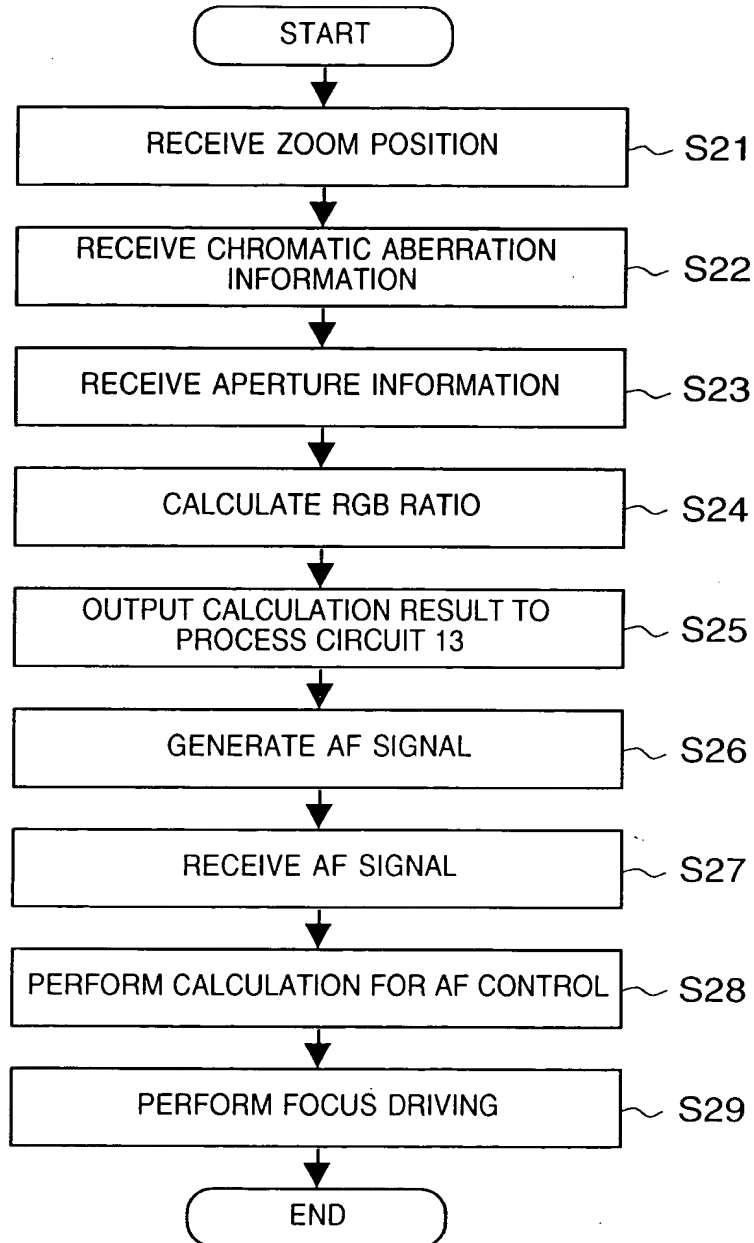 START
RECEIVE ZOOM POSITION
S21
RECEIVE CHROMATIC ABERRATION
INFORMATION
S22
RECEIVE APERTURE INFORMATION
S23
CALCULATE RGB RATIO
S24
OUTPUT CALCULATION RESULT TO
PROCESS CIRCUIT 13
S25
GENERATE AF SIGNAL
S26
RECEIVE AF SIGNAL
S27
PERFORM CALCULATION FOR AF CONTROL
S28
PERFORM FOCUS DRIVING
S29
END